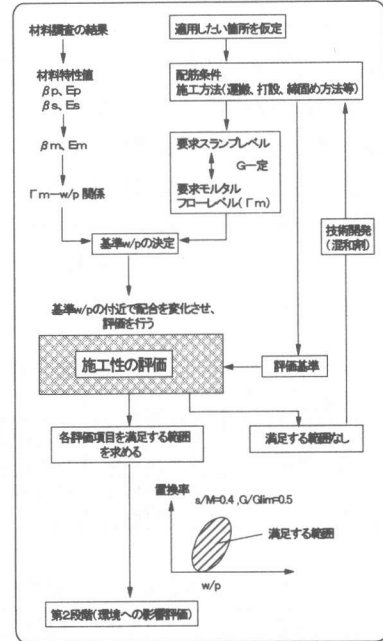 材料調査の結果
材料特性値
βp、Ep
βs、Es
βm、Em
Γm—w/p 関係
適用したい箇所を仮定
配筋条件
施工方法(運搬、打設、締固め方法等)
要求スランプレベル
G一定
要求モルタル
フローレベル(Γm)
技術開発
(混和剤)
基準w/pの決定
基準w/pの付近で配合を変化させ、
評価を行う
施工性の評価
評価基準
各評価項目を満足する範囲
を求める
満足する範囲なし
置換率
s/M=0.4 ,G/Glim=0.5
満足する範囲
w/p
第2段階(環境への影響評価)